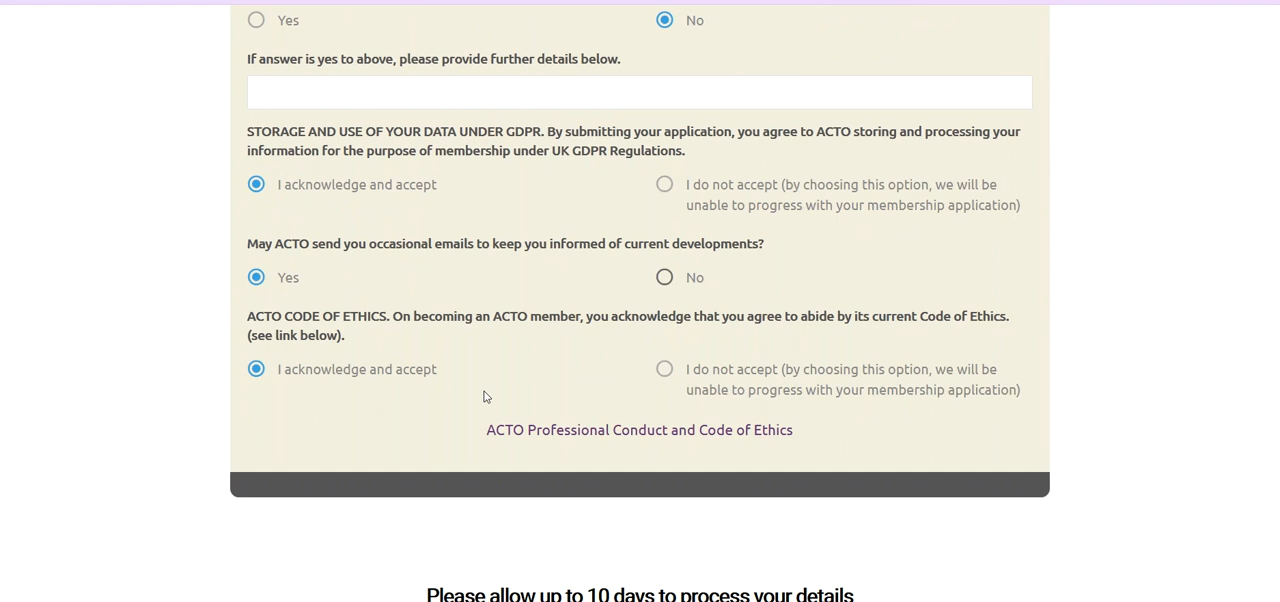 Yes No
If answer is yes to above, please provide further details below.
STORAGE AND USE OF YOUR DATA UNDER GDPR. By submitting your application, you agree to ACTO storing and processing your
information for the purpose of membership under UK GDPR Regulations.
I acknowledge and accept
I do not accept (by choosing this option, we will be
unable to progress with your membership application)
May ACTO send you occasional emails to keep you informed of current developments?
Yes No
ACTO CODE OF ETHICS. On becoming an ACTO member, you acknowledge that you agree to abide by its current Code of Ethics.
(see link below).
I acknowledge and accept
I do not accept (by choosing this option, we will be
unable to progress with your membership application)
ACTO Professional Conduct and Code of Ethics
Please allow up to 10 days to process your details